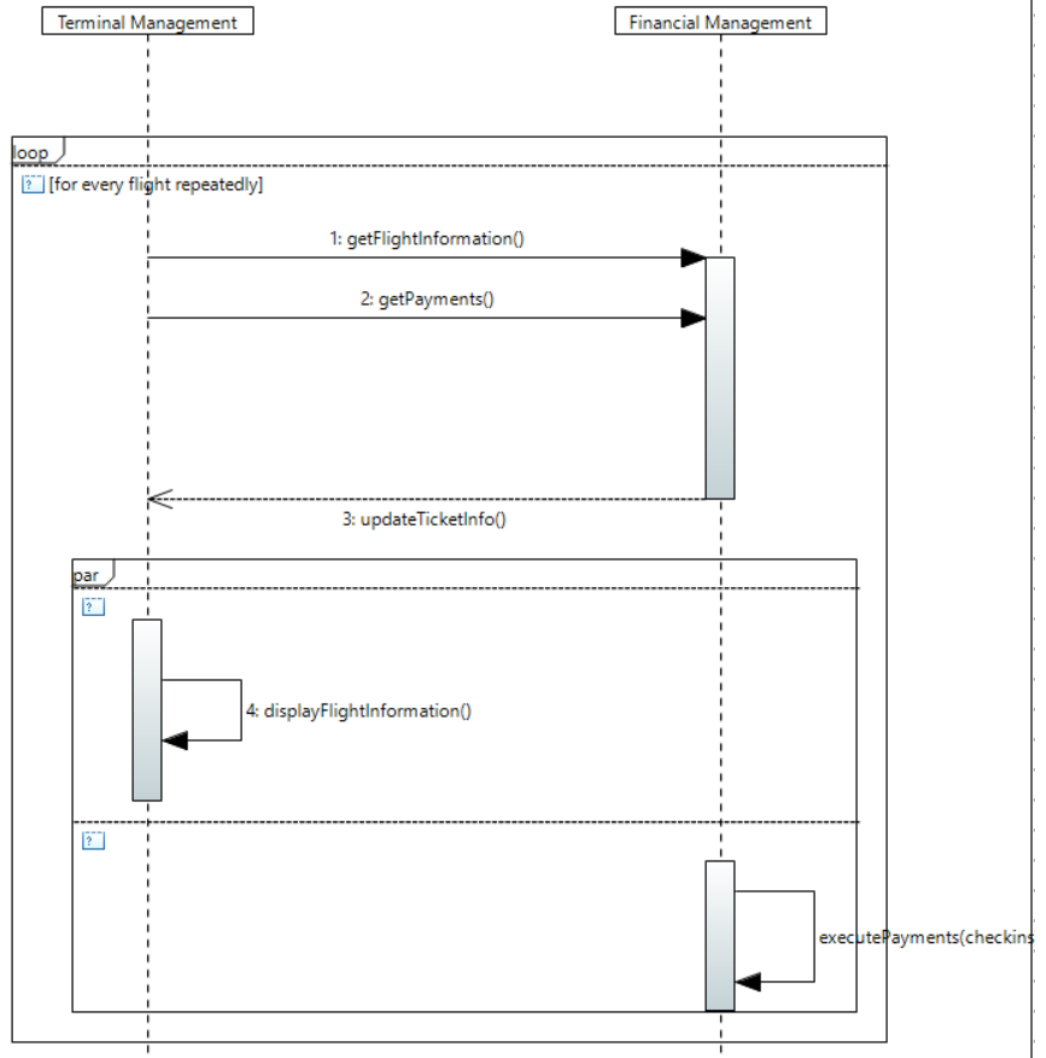 Terminal Management
Financial Management
loop
? [for every flight repeatedly]
1: getFlightInformation()
2: getPayments()
3: updateTicketInfo()
par
?
4: displayFlightInformation()
?
executePayments(checkins